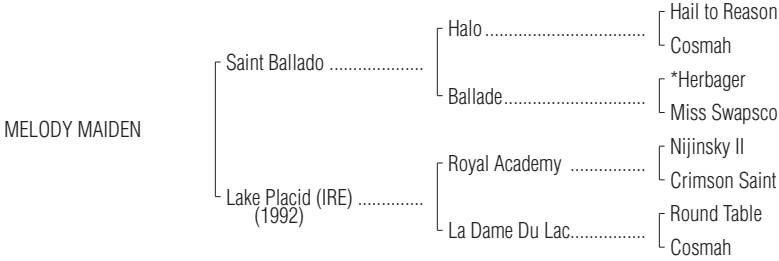 Hail to Reason
Halo ................................
Cosmah
Saint Ballado ...................
*Herbager
Ballade............................
Miss Swapsco
MELODY MAIDEN
Nijinsky II
Royal Academy ...............
Crimson Saint
Lake Placid (IRE) .............
(1992)
Round Table
La Dame Du Lac...............
Cosmah